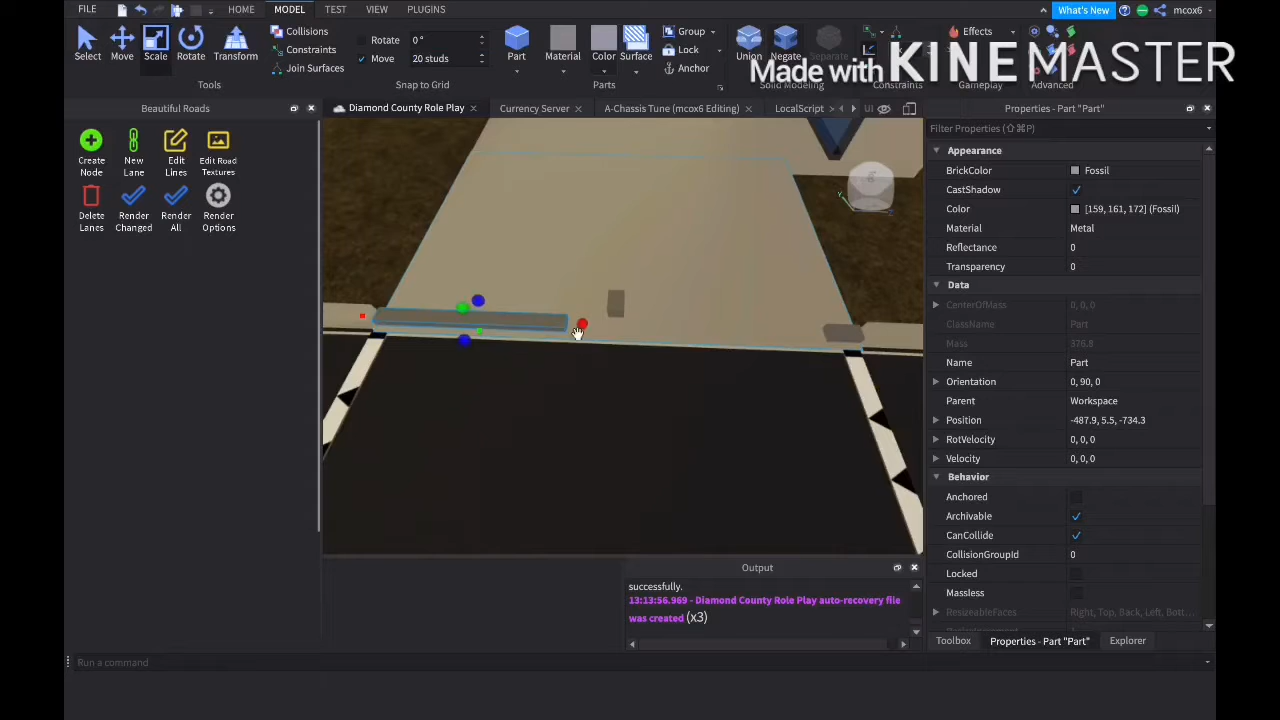 FILE HOME MODEL TEST VIEW PLUGINS What's New mcox6
Select Move Scale Rotate Transform
Collisions
Constraints
Join Surfaces
Rotate 0 °
Move 20 studs
Part Material Color Surface
Group
Lock
Anchor
Union Negate Separate
Effects
Tools Snap to Grid Parts Solid Modeling Gameplay Advanced
Made with KINEMASTER
Beautiful Roads
Diamond County Role Play Currency Server A-Chassis Tune (mcox6 Editing) LocalScript UI
Properties - Part "Part"
Create Node
New Lane
Edit Lines
Edit Road Textures
Delete Lanes
Render Changed
Render All
Render Options
Filter Properties (⇧⌘P)
Appearance
BrickColor Fossil
CastShadow
Color [159, 161, 172] (Fossil)
Material Metal
Reflectance 0
Transparency 0
Data
CenterOfMass 0, 0, 0
ClassName Part
Mass 376.8
Name Part
Orientation 0, 90, 0
Parent Workspace
Position -487.9, 5.5, -734.3
RotVelocity 0, 0, 0
Velocity 0, 0, 0
Behavior
Anchored
Archivable
CanCollide
CollisionGroupId 0
Locked
Massless
ResizeableFaces Right, Top, Back, Left, Bott...
Output
successfully.
13:13:56.969 - Diamond County Role Play auto-recovery file
was created (x3)
Toolbox Properties - Part "Part" Explorer
Run a command